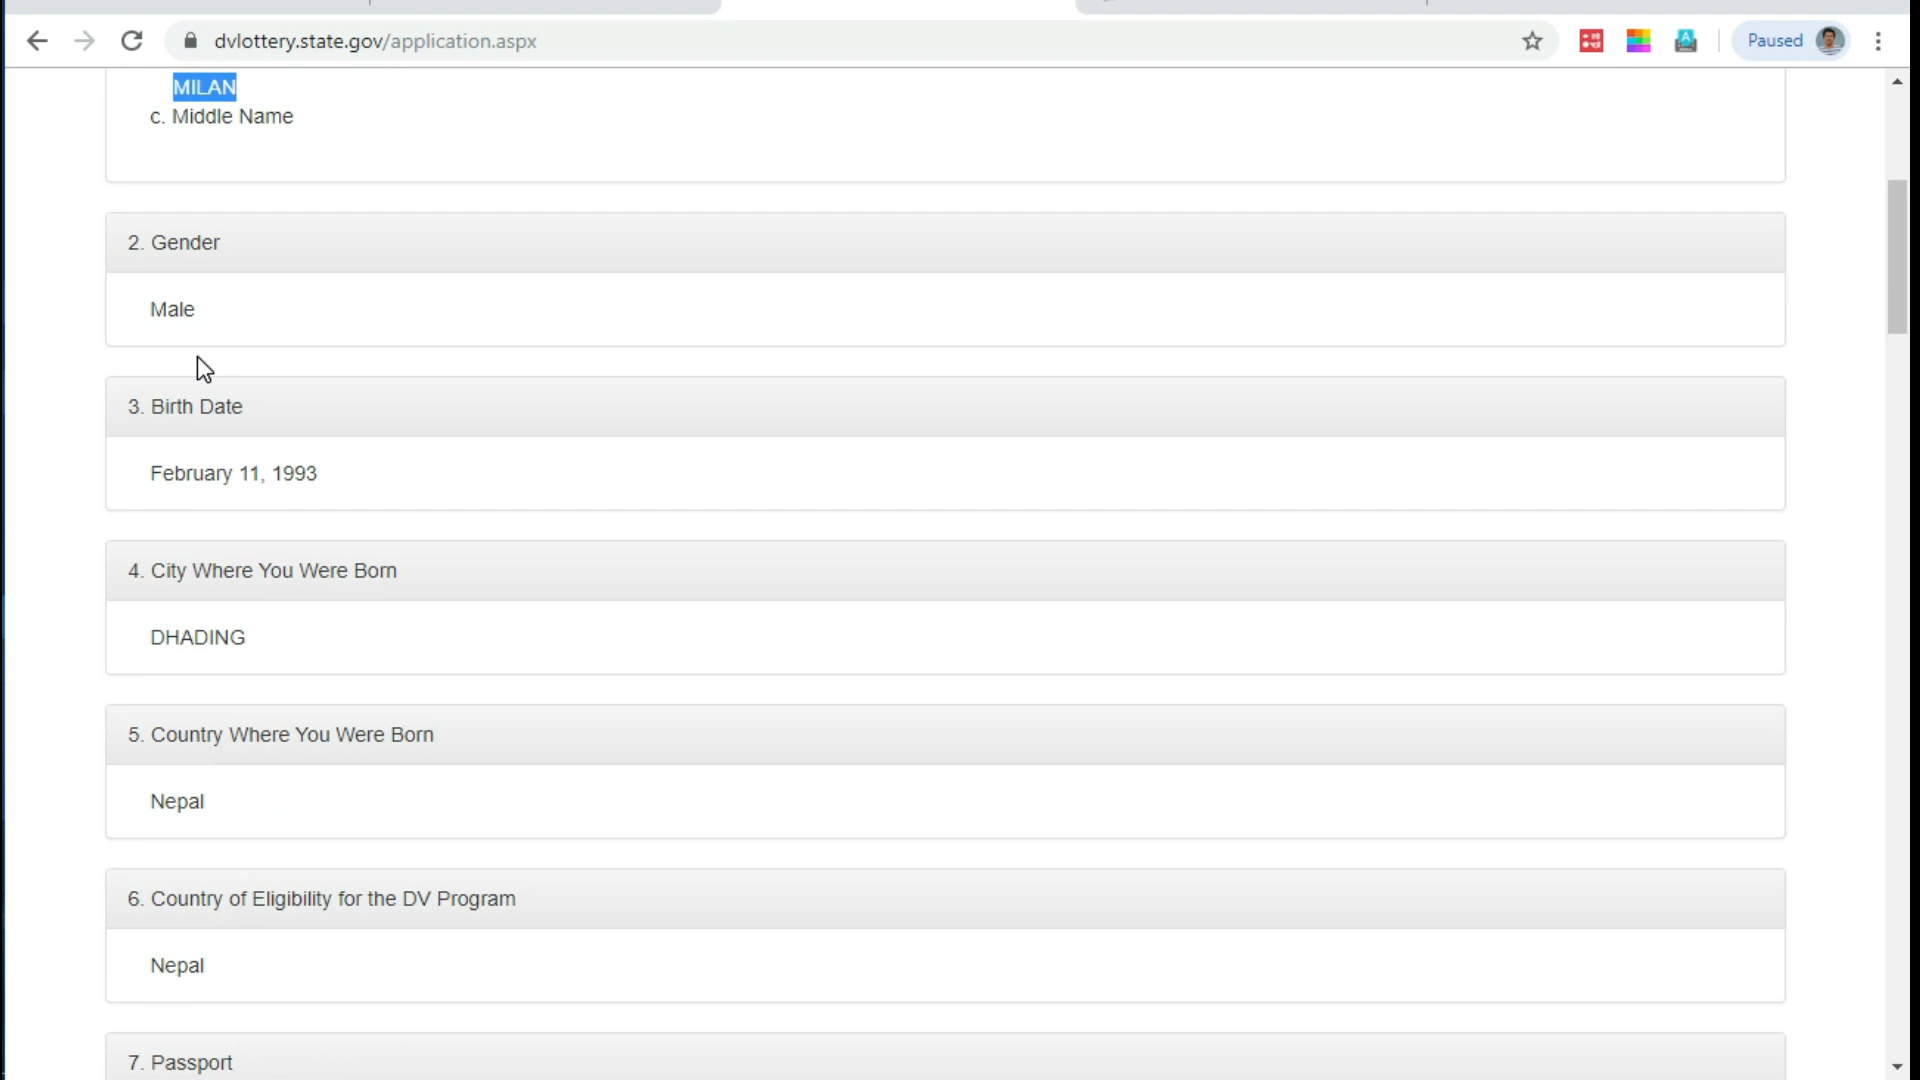 dvlottery.state.gov/application.aspx
Paused
MILAN
c. Middle Name
2. Gender
Male
3. Birth Date
February 11, 1993
4. City Where You Were Born
DHADING
5. Country Where You Were Born
Nepal
6. Country of Eligibility for the DV Program
Nepal
7. Passport